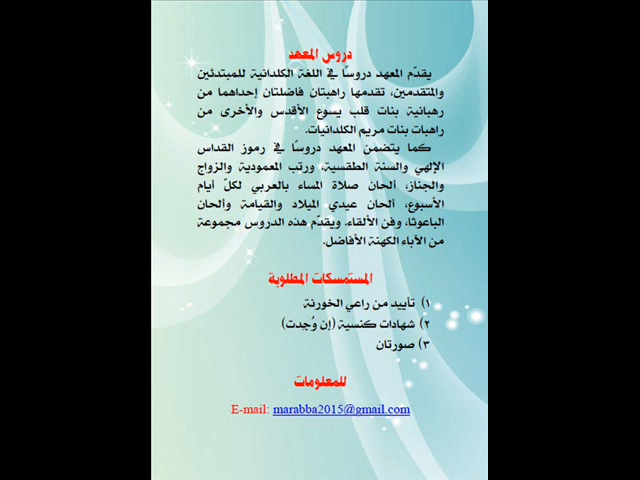 دروس المعهد
يقدّم المعهد دروسًا في اللغة الكلدانية للمبتدئين
والمتقدمين، تقدمها راهبتان فاضلتان إحداهما من
رهبانية بنات قلب يسوع الأقدس والأخرى من
راهبات بنات مريم الكلدانيات.
كما يتضمن المعهد دروسًا في رموز القداس
الإلهي والسنة الطقسية، ورتب المعمودية والزواج
والجناز، ألحان صلاة المساء بالعربي لكلّ أيام
الأسبوع، ألحان عيدي الميلاد والقيامة وألحان
الباعوثا، وفن الألقاء. ويقدّم هذه الدروس مجموعة
من الآباء الكهنة الأفاضل.
المستمسكات المطلوبة
١) تأييد من راعي الخورنة
٢) شهادات كنسية (إن وُجدت)
٣) صورتان
للمعلومات
E-mail: marabba2015@gmail.com